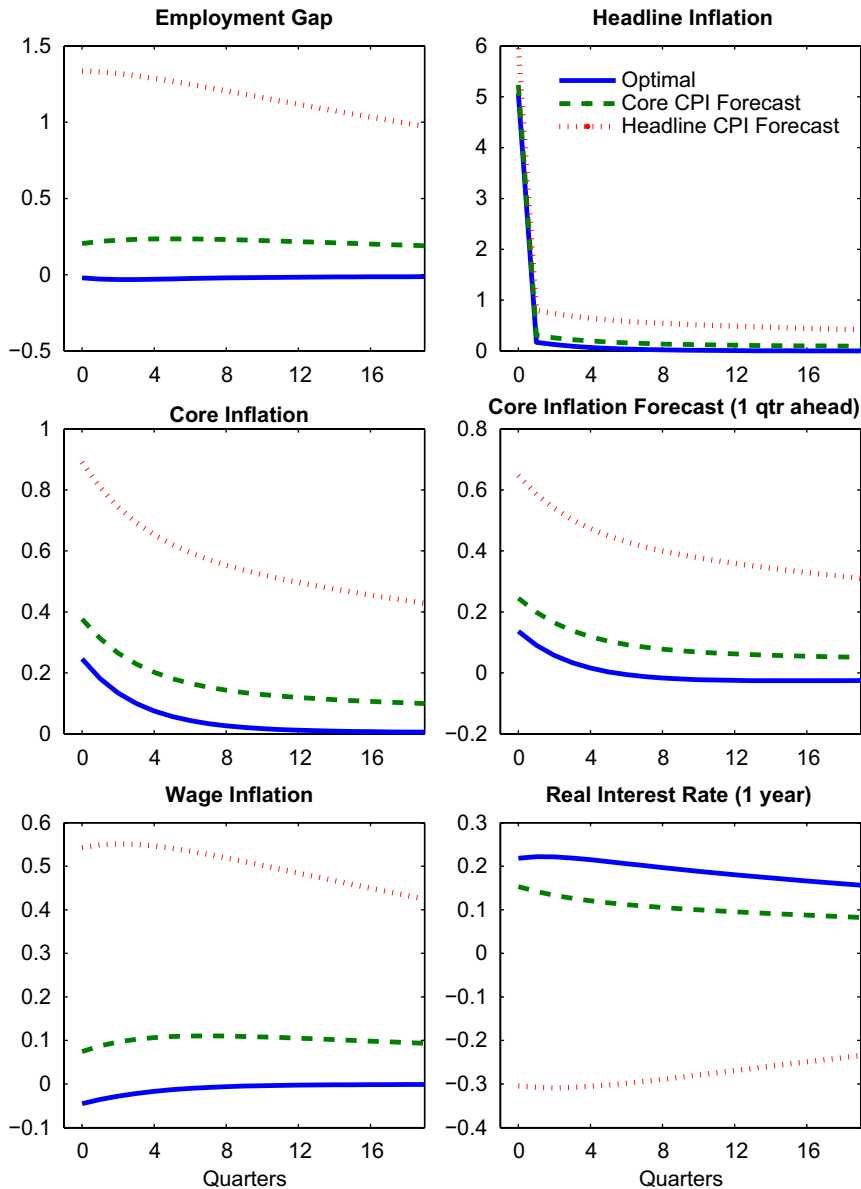 Employment Gap
1.5
1
0.5
0
−0.5
0 4 8 12 16
Headline Inflation
6
5
4
3
2
1
0
0 4 8 12 16
Optimal
Core CPI Forecast
Headline CPI Forecast
Core Inflation
1
0.8
0.6
0.4
0.2
0
0 4 8 12 16
Core Inflation Forecast (1 qtr ahead)
0.8
0.6
0.4
0.2
0
−0.2
0 4 8 12 16
Wage Inflation
0.6
0.5
0.4
0.3
0.2
0.1
0
−0.1
0 4 8 12 16
Quarters
Real Interest Rate (1 year)
0.3
0.2
0.1
0
−0.1
−0.2
−0.3
−0.4
0 4 8 12 16
Quarters